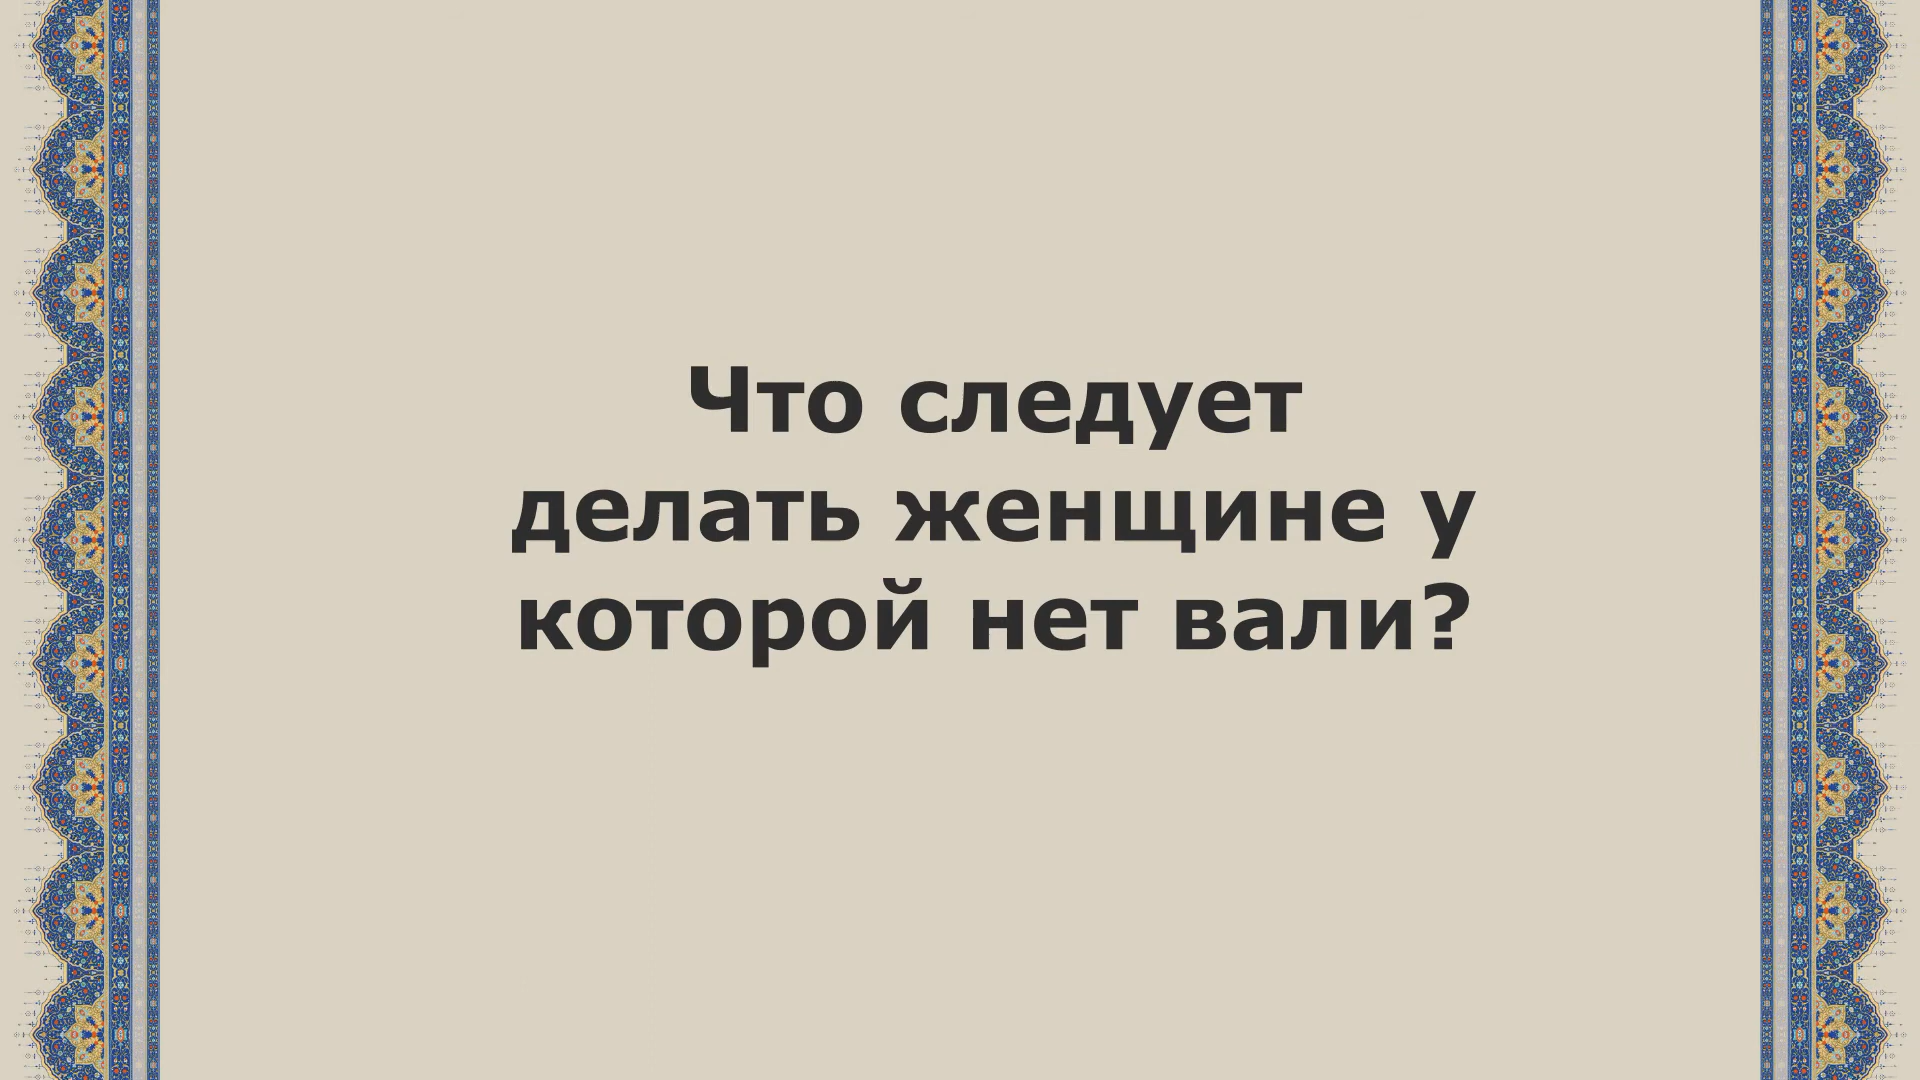 Что следует
делать женщине у
которой нет вали?